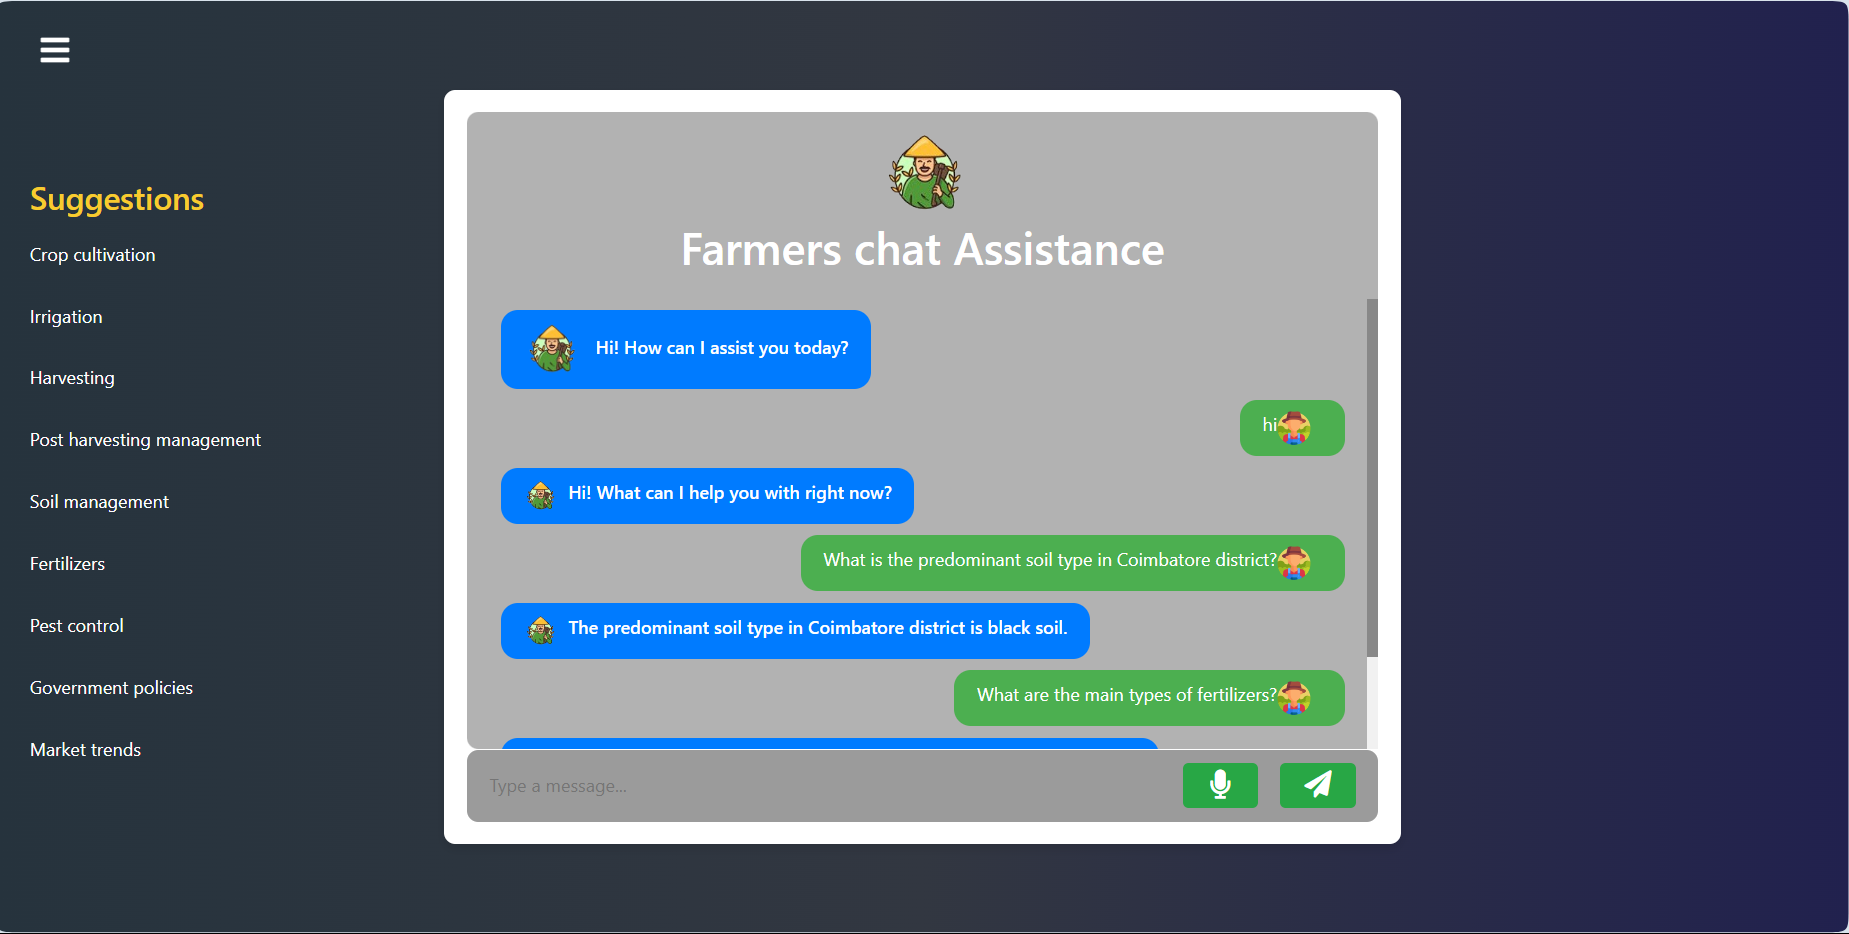 Suggestions
Crop cultivation
Irrigation
Harvesting
Post harvesting management
Soil management
Fertilizers
Pest control
Government policies
Market trends
Farmers chat Assistance
Hi! How can I assist you today?
hi
Hi! What can I help you with right now?
What is the predominant soil type in Coimbatore district?
The predominant soil type in Coimbatore district is black soil.
What are the main types of fertilizers?
Type a message...